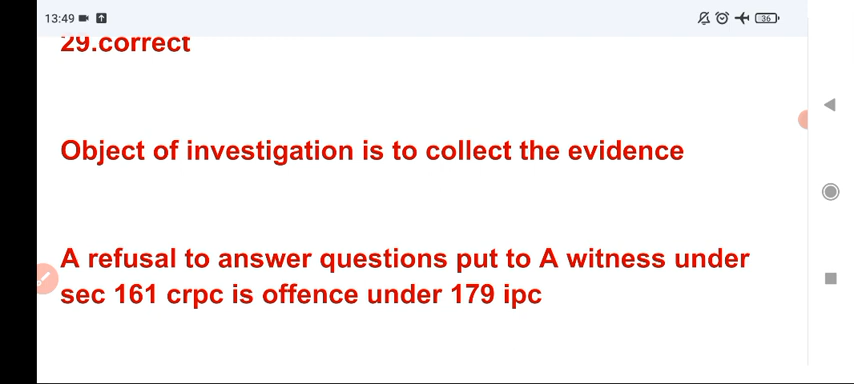 13:49
36
29.correct
Object of investigation is to collect the evidence
A refusal to answer questions put to A witness under
sec 161 crpc is offence under 179 ipc